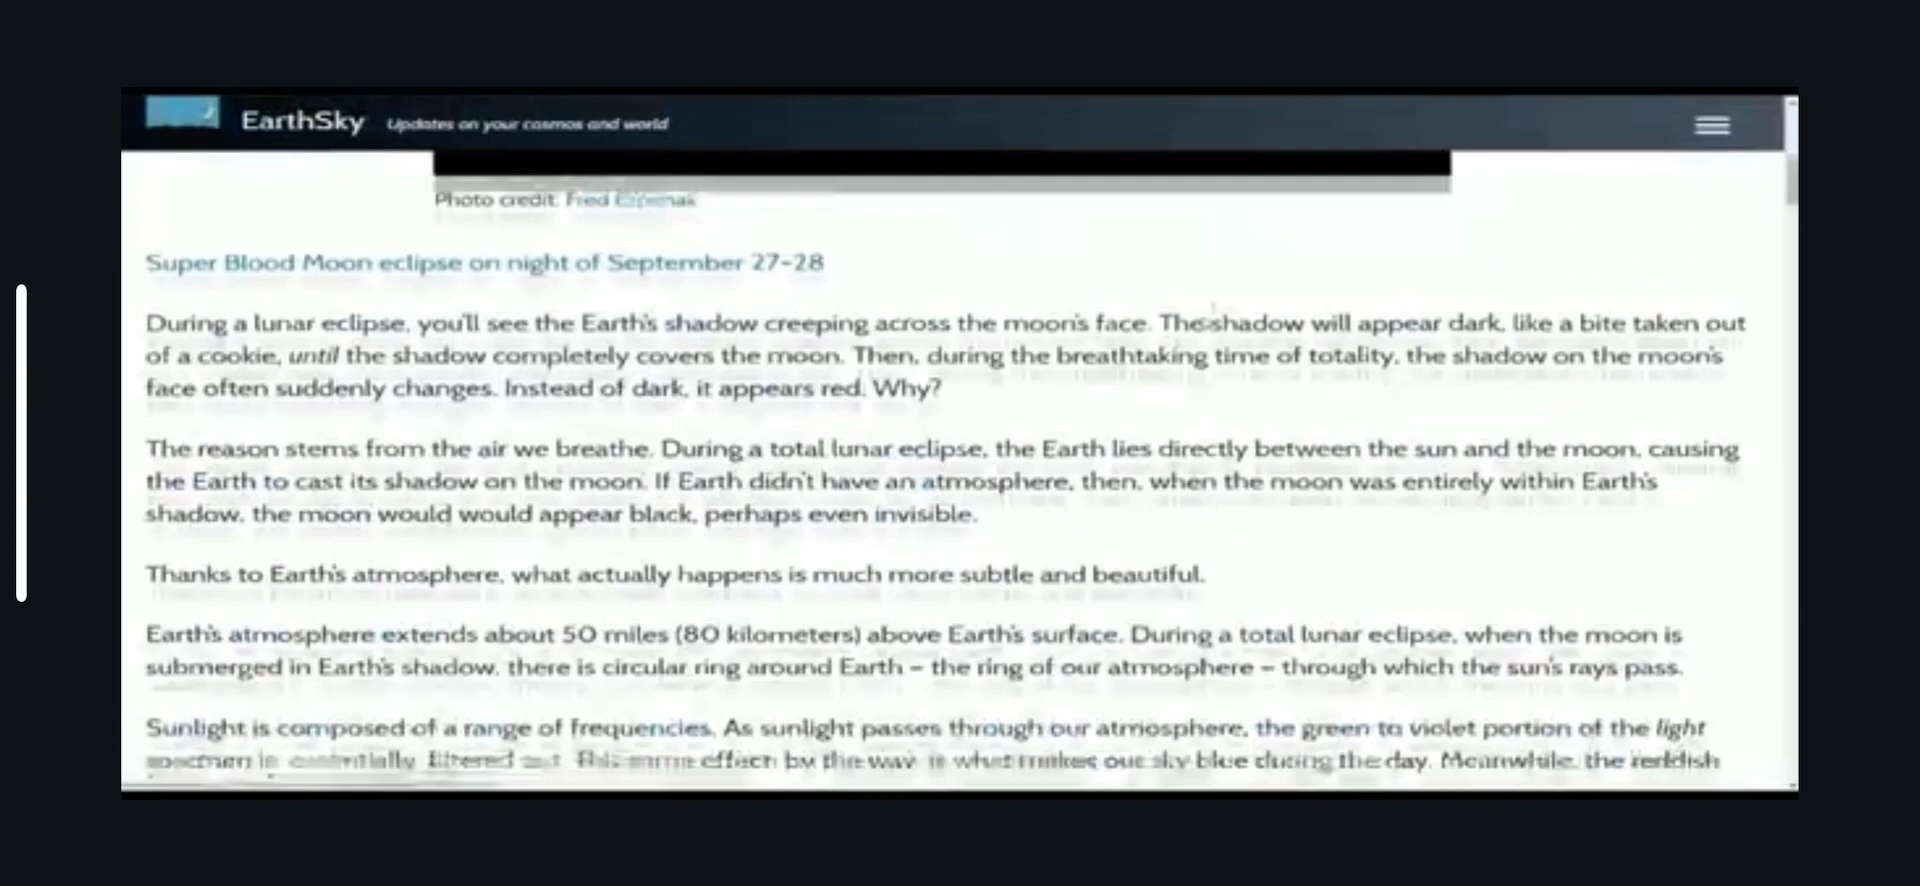 EarthSky Updates on your cosmos and world
Photo credit: Fred Espenak
Super Blood Moon eclipse on night of September 27-28
During a lunar eclipse, you'll see the Earth's shadow creeping across the moon's face. The shadow will appear dark, like a bite taken out
of a cookie, until the shadow completely covers the moon. Then, during the breathtaking time of totality, the shadow on the moon's
face often suddenly changes. Instead of dark, it appears red. Why?
The reason stems from the air we breathe. During a total lunar eclipse, the Earth lies directly between the sun and the moon, causing
the Earth to cast its shadow on the moon. If Earth didn't have an atmosphere, then, when the moon was entirely within Earth's
shadow, the moon would would appear black, perhaps even invisible.
Thanks to Earth's atmosphere, what actually happens is much more subtle and beautiful.
Earth's atmosphere extends about 50 miles (80 kilometers) above Earth's surface. During a total lunar eclipse, when the moon is
submerged in Earth's shadow, there is circular ring around Earth – the ring of our atmosphere – through which the sun's rays pass.
Sunlight is composed of a range of frequencies. As sunlight passes through our atmosphere, the green to violet portion of the light
spectrum is essentially filtered out. This same effect, by the way, is what makes our sky blue during the day. Meanwhile, the reddish